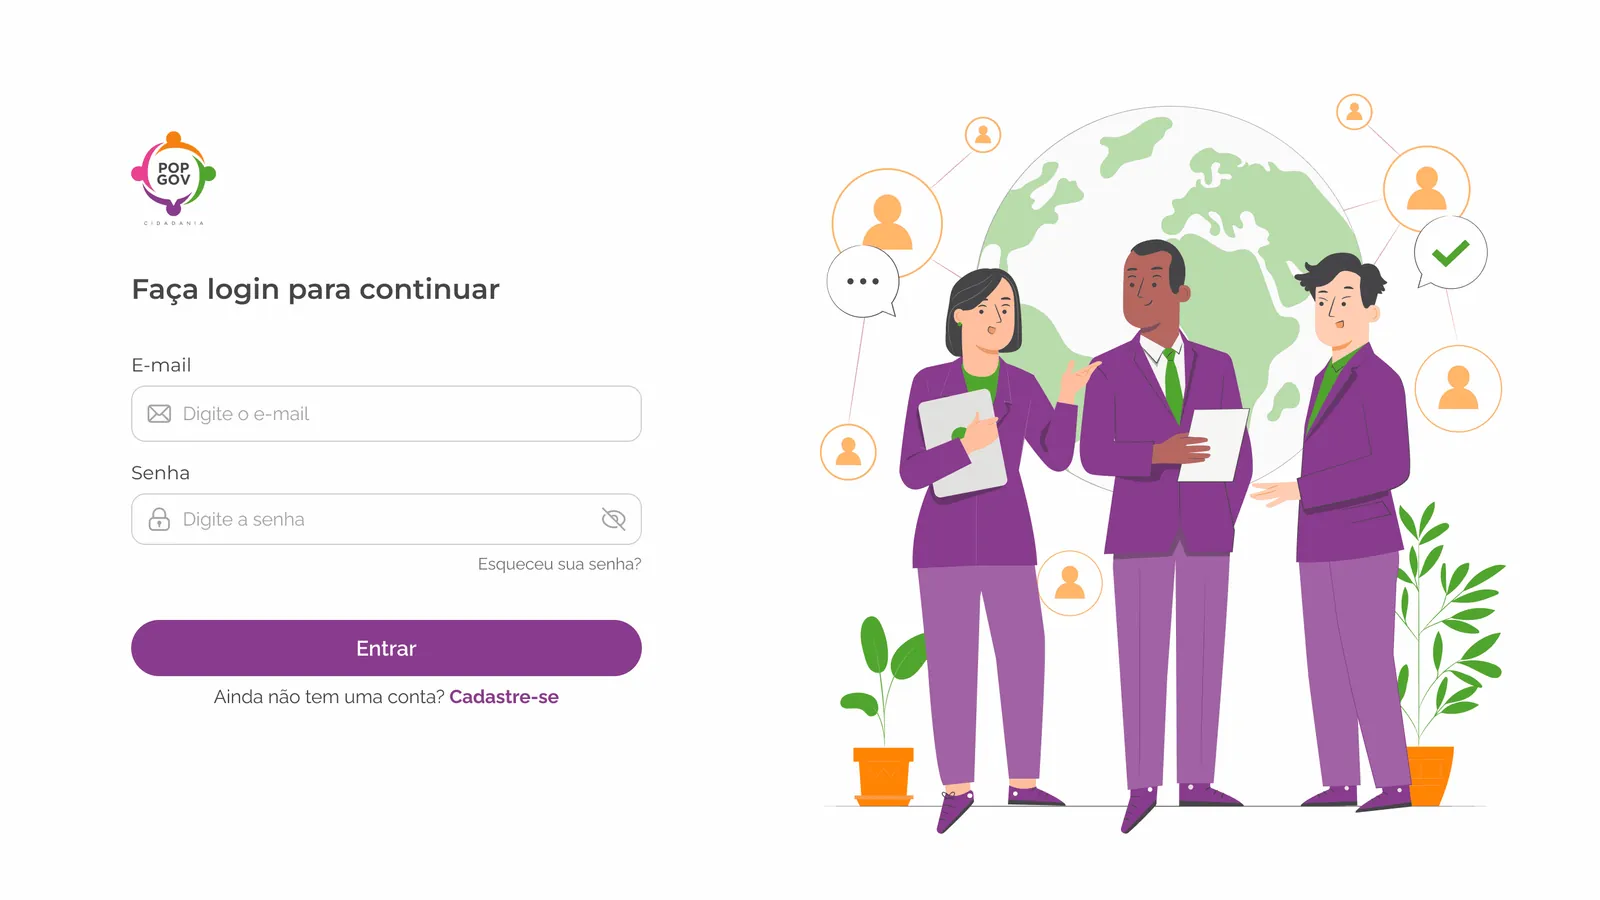 POP
GOV
CIDADANIA
Faça login para continuar
E-mail
Digite o e-mail
Senha
Digite a senha
Esqueceu sua senha?
Entrar
Ainda não tem uma conta? Cadastre-se